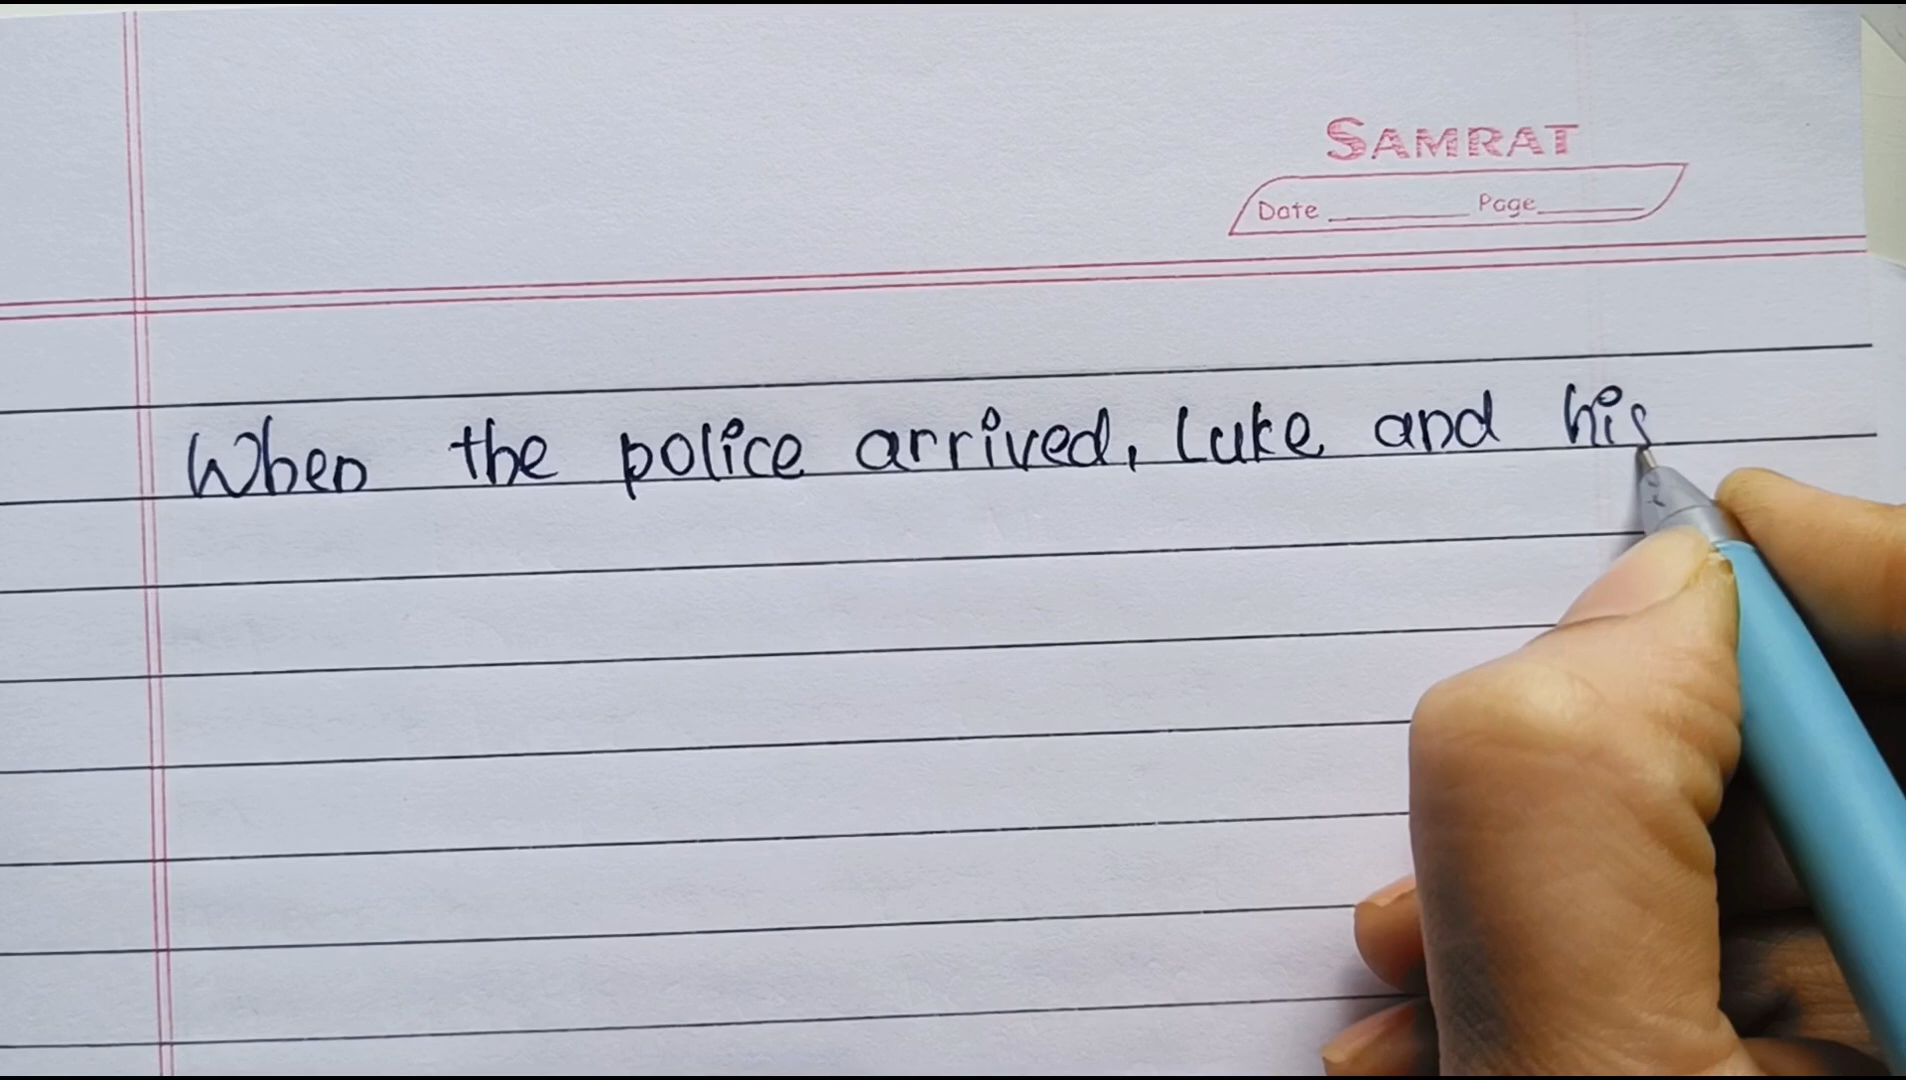 SAMRAT
Date Page
When the police arrived, Luke and his